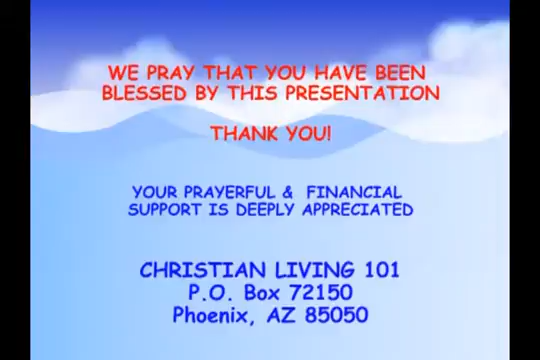 WE PRAY THAT YOU HAVE BEEN
BLESSED BY THIS PRESENTATION
THANK YOU!
YOUR PRAYERFUL & FINANCIAL
SUPPORT IS DEEPLY APPRECIATED
CHRISTIAN LIVING 101
P.O. Box 72150
Phoenix, AZ 85050